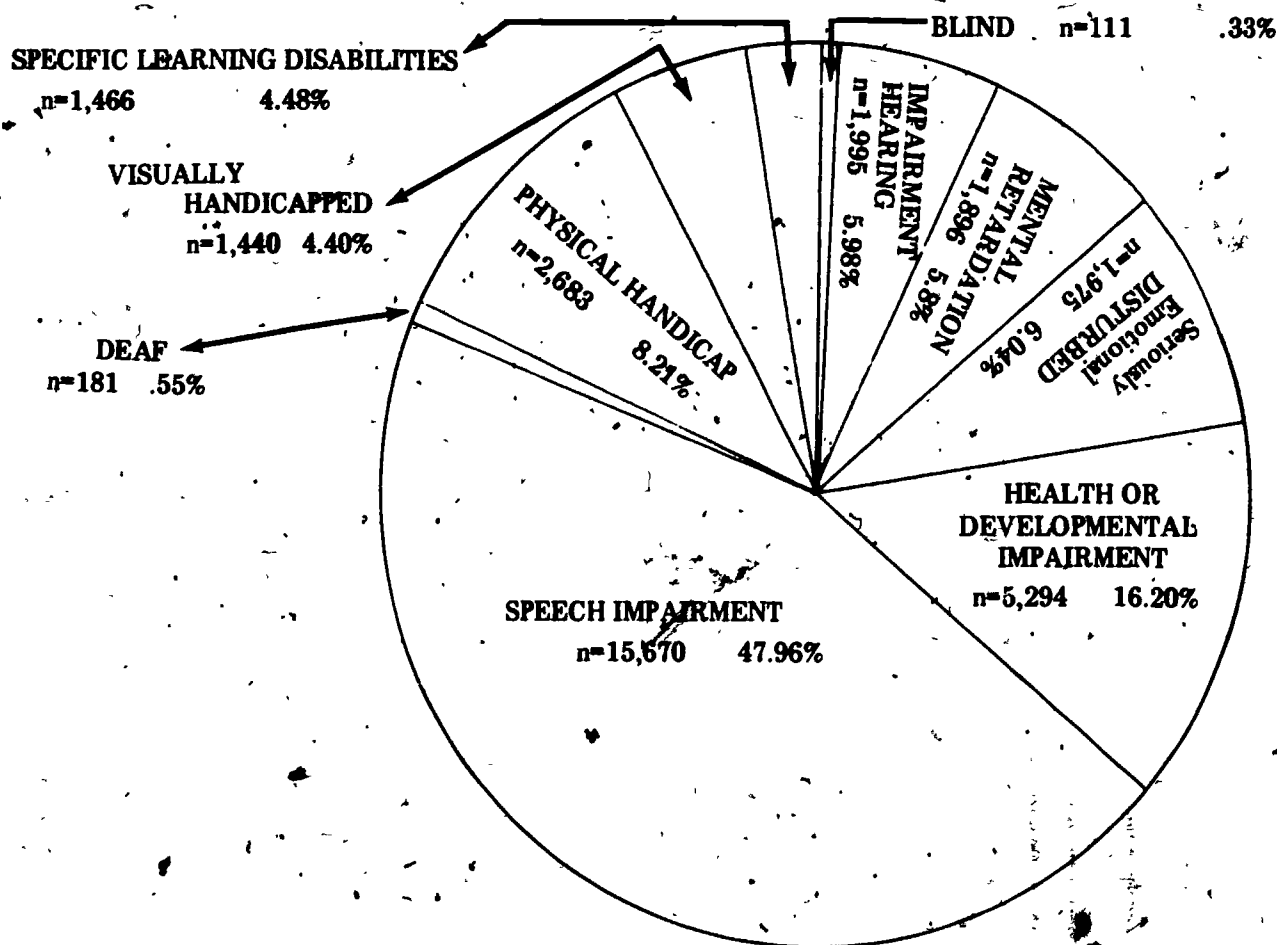 BLIND n=111 .33%
SPECIFIC LEARNING DISABILITIES
n=1,466 4.48%
VISUALLY
HANDICAPPED
n=1,440 4.40%
DEAF
n=181 .55%
PHYSICAL HANDICAP
n=2,683 8.21%
IMPAIRMENT
HEARING
n=1,995 5.98%
MENTAL
RETARDATION
n=1,896 5.8%
Seriously
Emotional
DISTURBED
n=1,975 6.04%
HEALTH OR
DEVELOPMENTAL
IMPAIRMENT
n=5,294 16.20%
SPEECH IMPAIRMENT
n=15,670 47.96%